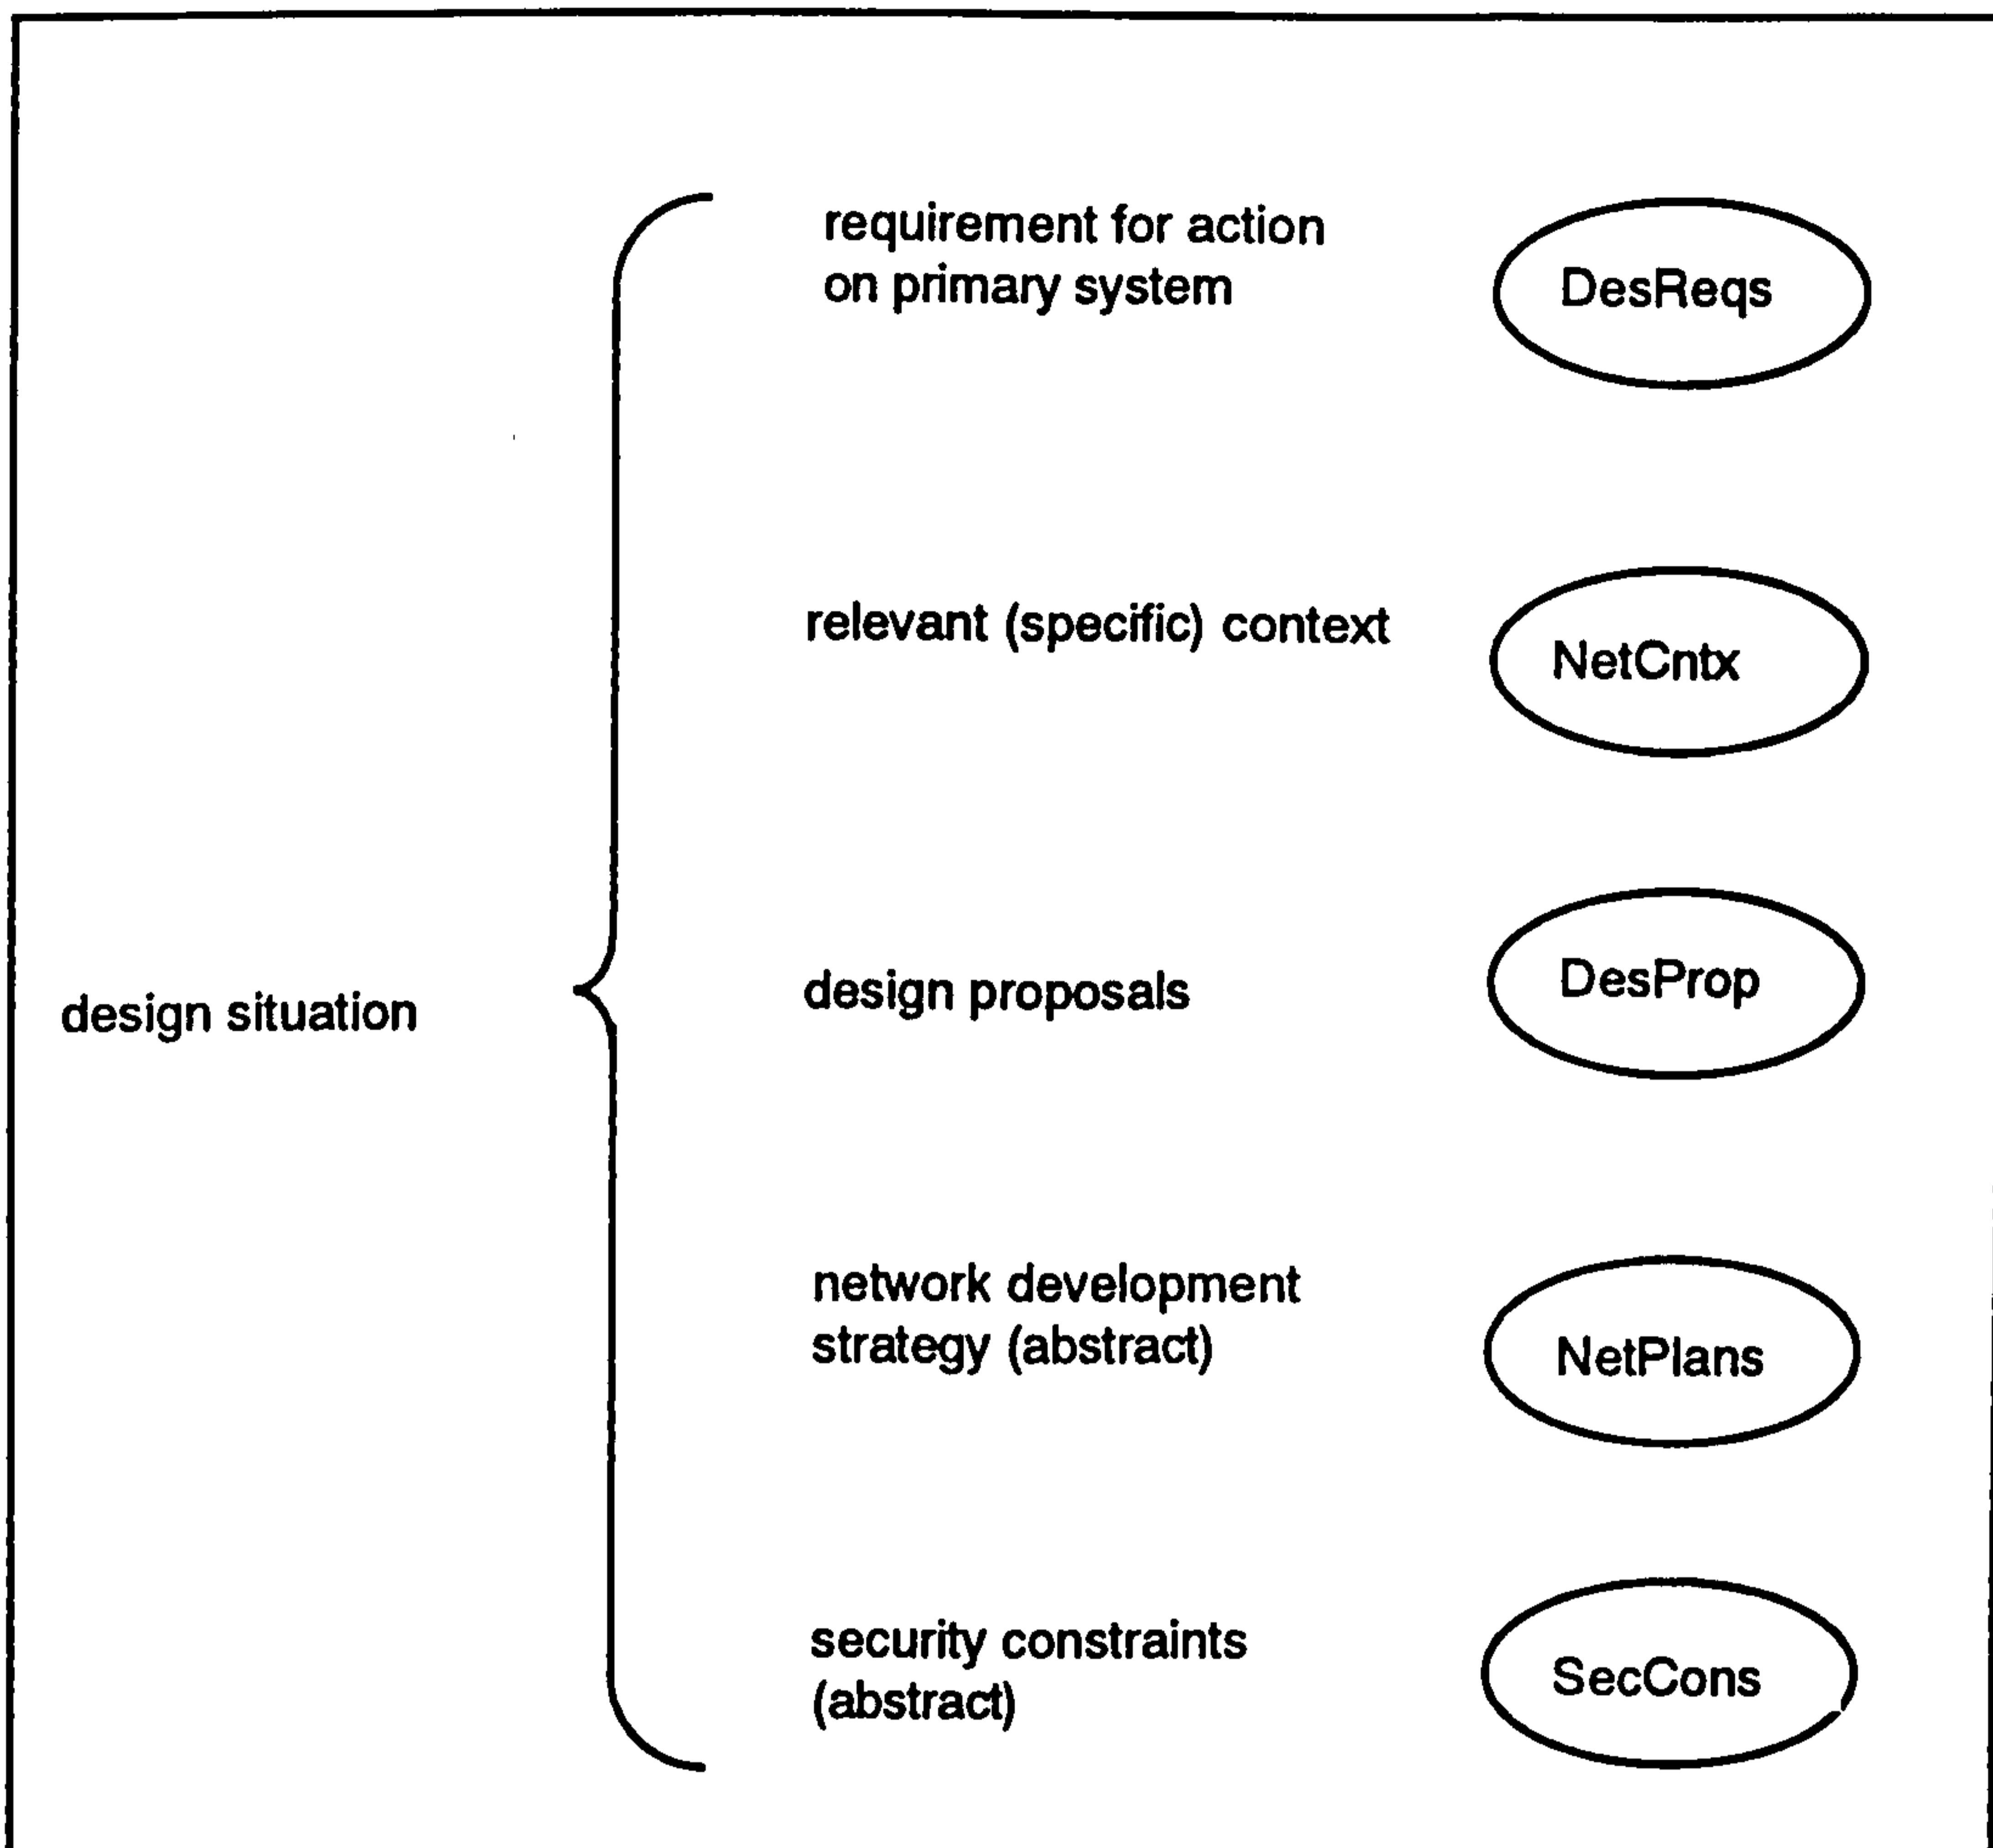 requirement for action
on primary system
DesReqs
relevant (specific) context
NetCntx
design situation
design proposals
DesProp
network development
strategy (abstract)
NetPlans
security constraints
(abstract)
SecCons